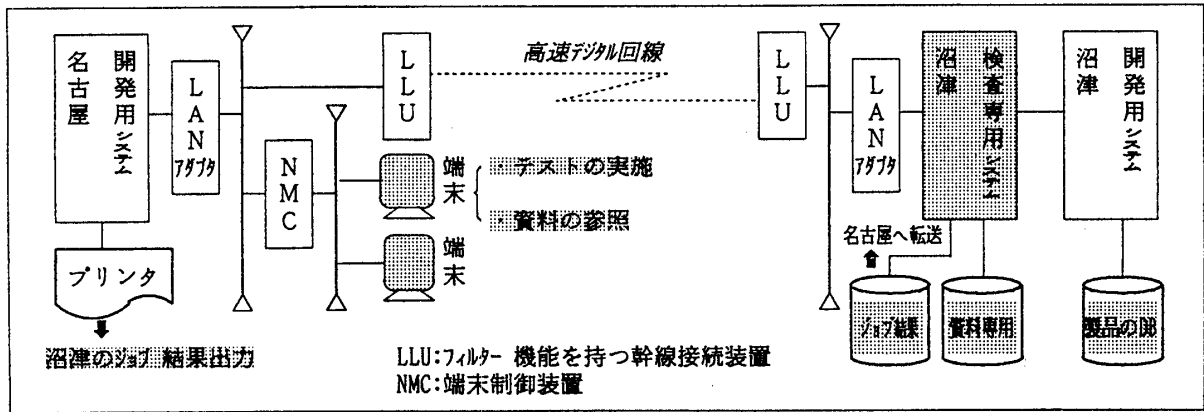 名古屋
開発用システム
LAN
アダプタ
プリンタ
沼津のジョブ結果出力
NMC
LLU
高速デジタル回線
端末
・テストの実施
・資料の参照
端末
LLU
LAN
アダプタ
沼津
検査専用システム
沼津
開発用システム
名古屋へ転送
ジョブ結果
資料専用
製品のDB
LLU:フィルター 機能を持つ幹線接続装置
NMC:端末制御装置